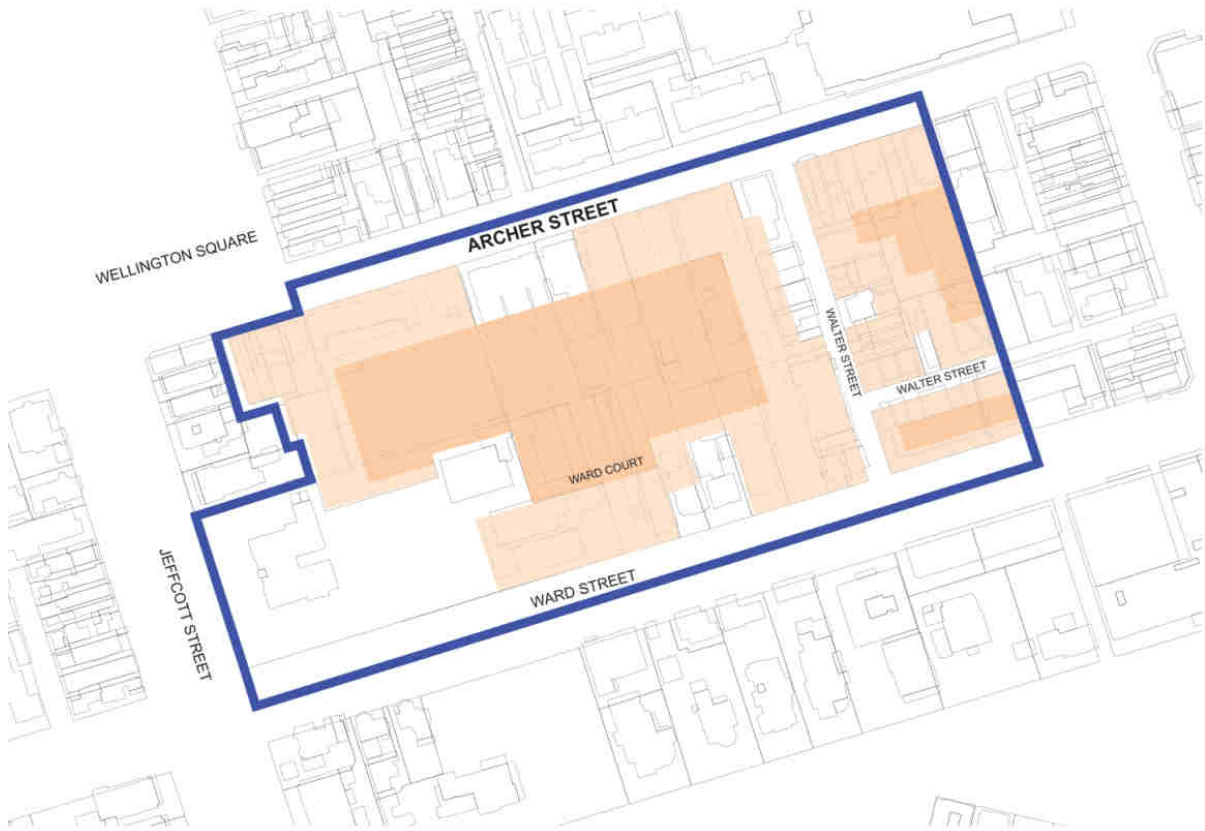 ARCHER STREET
WELLINGTON SQUARE
WALTER STREET
WALTER STREET
WARD COURT
WARD STREET
JEFFCOTT STREET